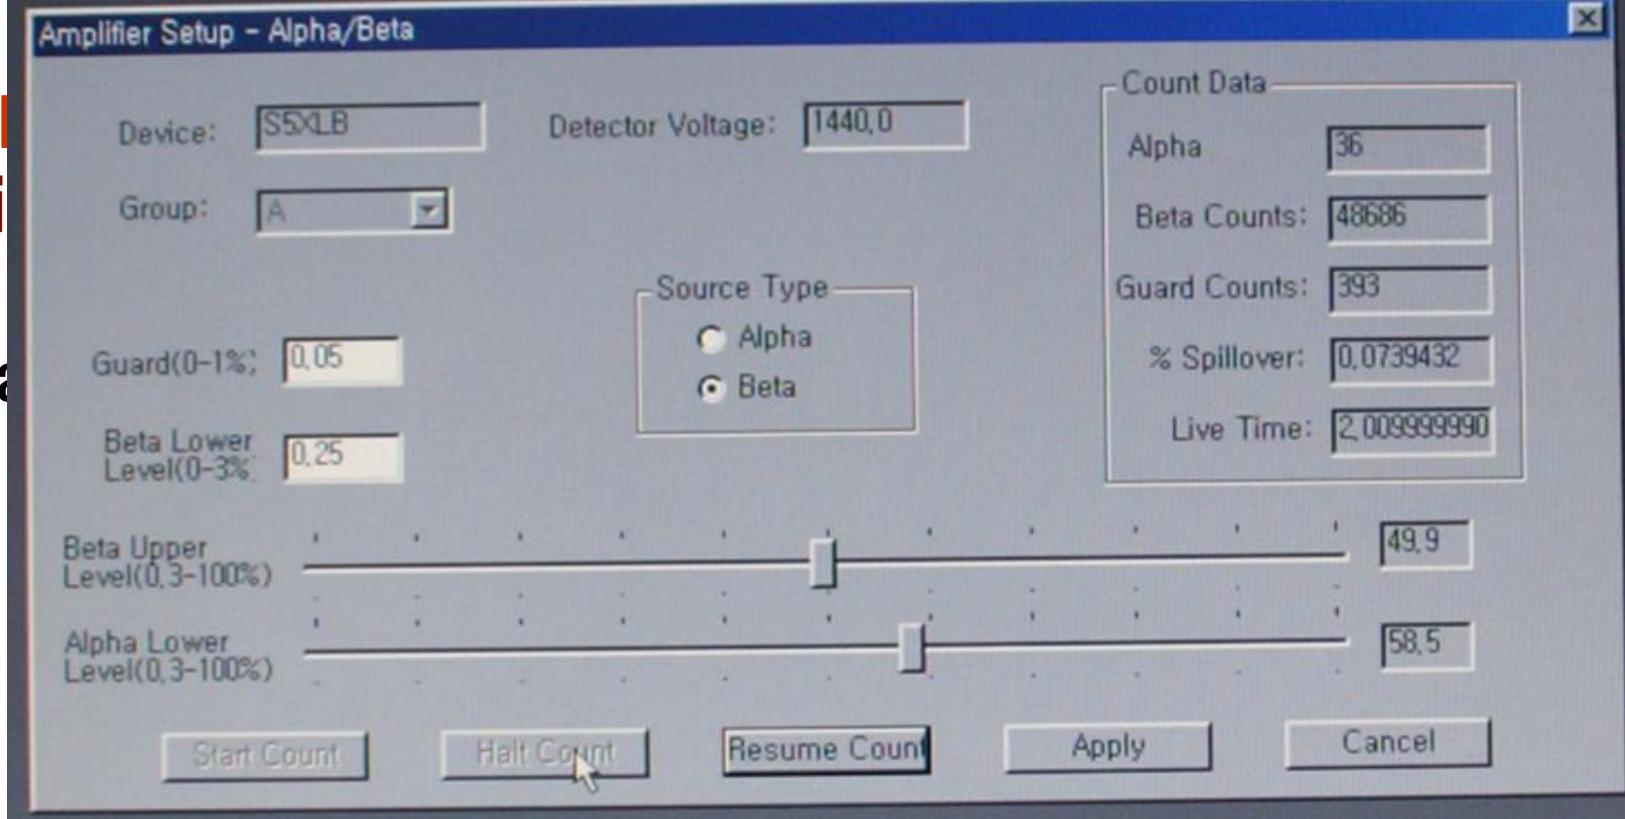 Amplifier Setup - Alpha/Beta
Device: S5XLB
Detector Voltage: 1440,0
Group: A
Count Data
Alpha 36
Beta Counts: 48686
Guard Counts: 393
% Spillover: 0,0739432
Live Time: 2,009999990
Source Type
Alpha
Beta
Guard(0-1%; 0,05
Beta Lower
Level(0-3% 0,25
Beta Upper
Level(0,3-100%) 49,9
Alpha Lower
Level(0,3-100%) 58,5
Start Count
Halt Count
Resume Count
Apply
Cancel